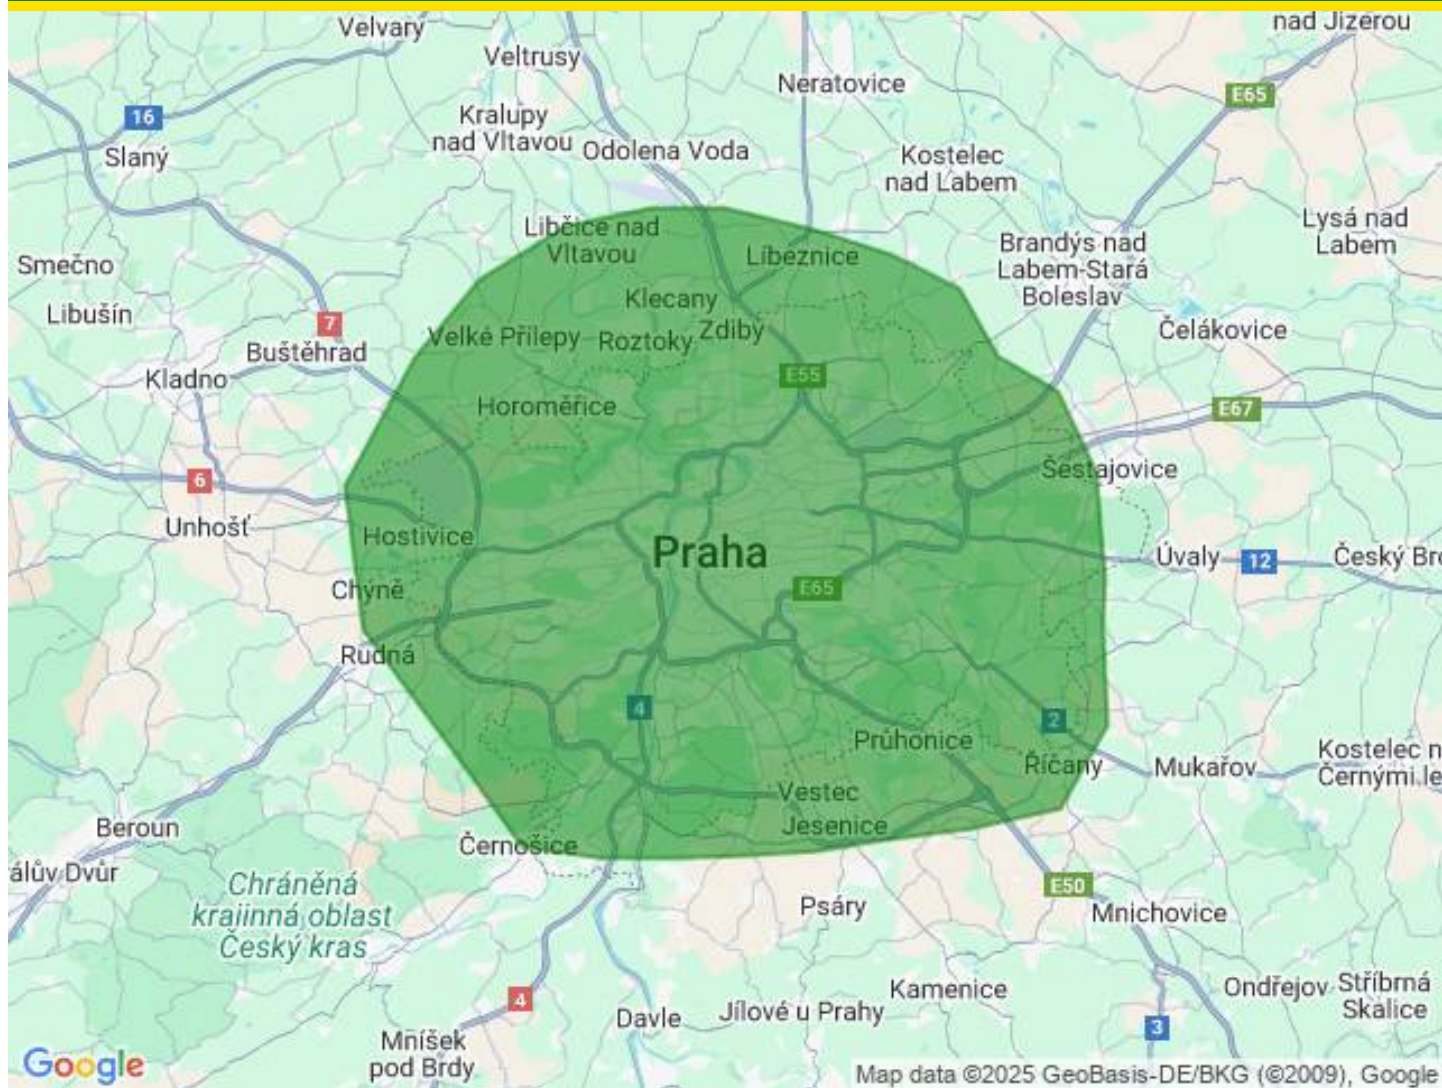 nad Jizerou
Velvary
Veltrusy
Neratovice
E65
16
Kralupy
nad Vltavou
Slaný
Odolena Voda
Kostelec
nad Labem
Lysá nad
Labem
Libčice nad
Vltavou
Líbeznice
Brandýs nad
Labem-Stará
Boleslav
Smečno
Klecany
Libušín
7
Zdiby
Čelákovice
Velké Přílepy
Roztoky
Buštěhrad
Kladno
E55
Horoměřice
E67
Šestajovice
6
Unhošť
Hostivice
Praha
Úvaly
12
Český Bro
Chýně
E65
Rudná
4
2
Průhonice
Říčany
Mukařov
Kostelec n
Černými le
Vestec
Jesenice
Beroun
Černošice
álův Dvůr
Chráněná
krajinná oblast
Český kras
E50
Psáry
Mnichovice
Kamenice
Ondřejov
Stříbrná
Skalice
4
Davle
Jílové u Prahy
3
Mníšek
pod Brdy
Google
Map data ©2025 GeoBasis-DE/BKG (©2009), Google